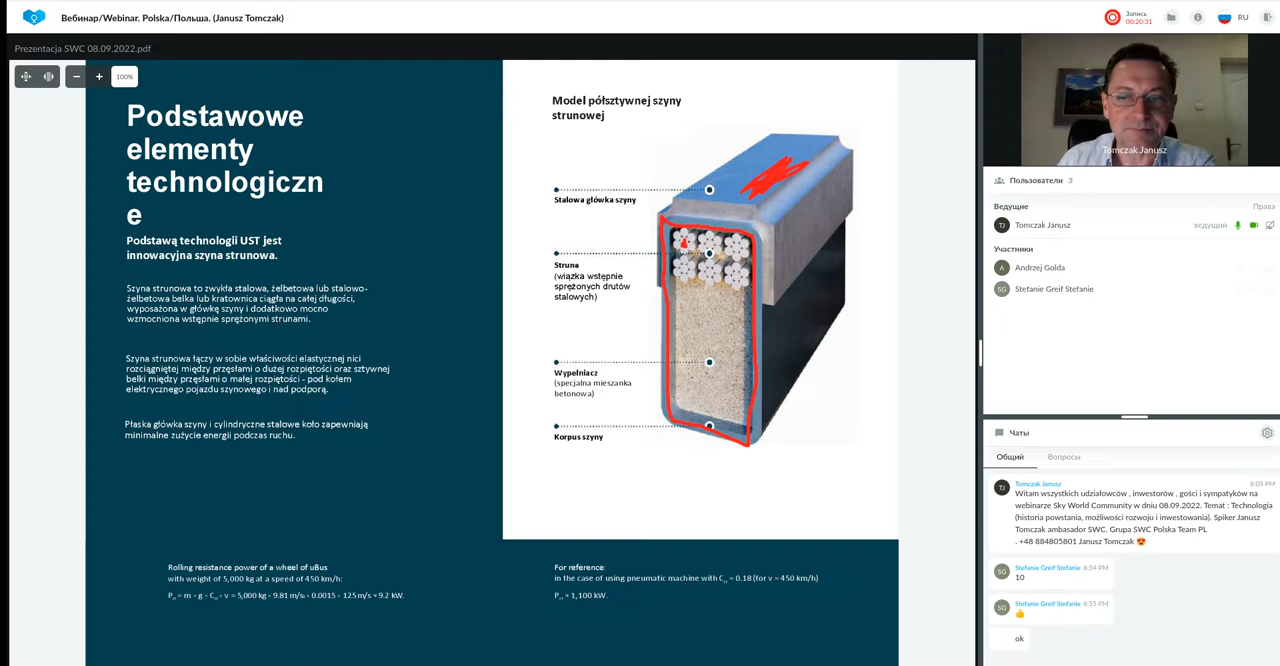 Вебинар/Webinar. Polska/Польша. (Janusz Tomczak)
Запись
00:20:31
RU
Prezentacja SWC 08.09.2022.pdf
100%
Podstawowe
elementy
technologiczn
e
Podstawą technologii UST jest
innowacyjna szyna strunowa.
Szyna strunowa to zwykła stalowa, żelbetowa lub stalowo-
żelbetowa belka lub kratownica ciągła na całej długości,
wyposażona w główkę szyny i dodatkowo mocno
wzmocniona wstępnie sprężonymi strunami.
Szyna strunowa łączy w sobie właściwości elastycznej nici
rozciągniętej między przęsłami o dużej rozpiętości oraz sztywnej
belki między przęsłami o małej rozpiętości - pod kołem
elektrycznego pojazdu szynowego i nad podporą.
Płaska główka szyny i cylindryczne stalowe koło zapewniają
minimalne zużycie energii podczas ruchu.
Model półsztywnej szyny
strunowej
Stalowa główka szyny
Struna
(wiązka wstępnie
sprężonych drutów
stalowych)
Wypełniacz
(specjalna mieszanka
betonowa)
Korpus szyny
Rolling resistance power of a wheel of uBus
with weight of 5,000 kg at a speed of 450 km/h:
For reference:
in the case of using pneumatic machine with Crr = 0.18 (for v = 450 km/h)
Tomczak Janusz
Пользователи 3
Ведущие
Права
TJ
Tomczak Janusz
ведущий
Участники
A
Andrzej Golda
SG
Stefanie Greif Stefanie
Чаты
Общий
Вопросы
TJ
Tomczak Janusz
8:05 PM
Witam wszystkich udziałowców , inwestorów , gości i sympatyków na
webinarze Sky World Community w dniu 08.09.2022. Temat : Technologia
(historia powstania, możliwości rozwoju i inwestowania). Spiker Janusz
Tomczak ambasador SWC. Grupa SWC Polska Team PL
. +48 884805801 Janusz Tomczak 😍
SG
Stefanie Greif Stefanie 8:54 PM
10
SG
Stefanie Greif Stefanie 8:55 PM
👍
ok